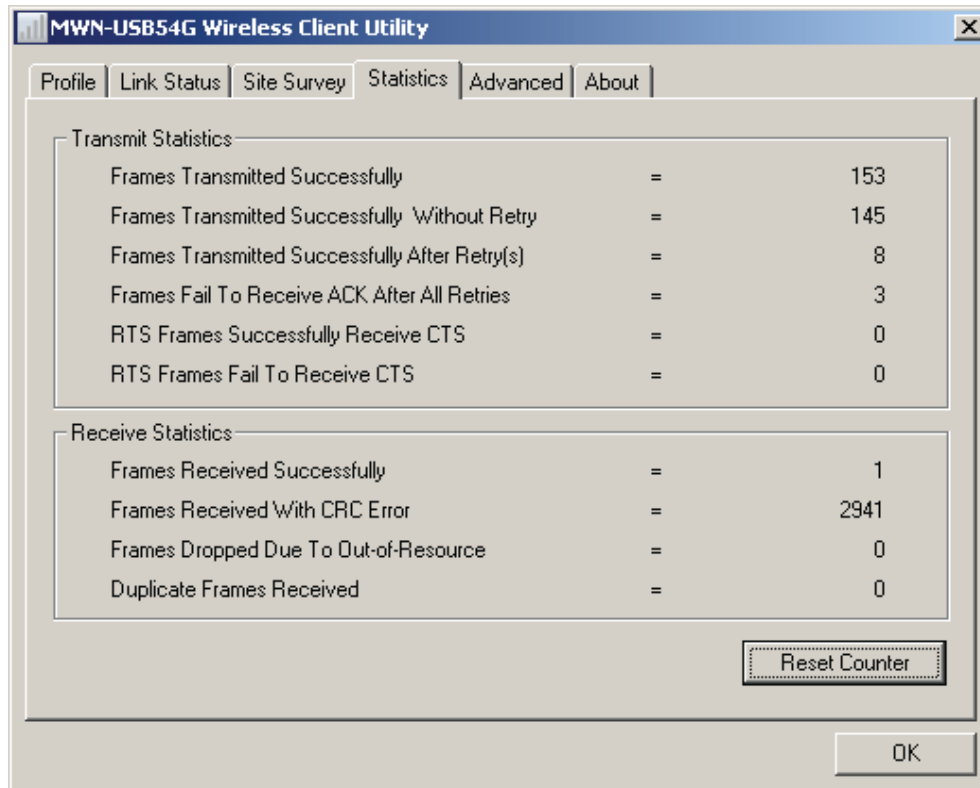 MWN-USB54G Wireless Client Utility
Profile Link Status Site Survey Statistics Advanced About
Transmit Statistics
Frames Transmitted Successfully = 153
Frames Transmitted Successfully Without Retry = 145
Frames Transmitted Successfully After Retry(s) = 8
Frames Fail To Receive ACK After All Retries = 3
RTS Frames Successfully Receive CTS = 0
RTS Frames Fail To Receive CTS = 0
Receive Statistics
Frames Received Successfully = 1
Frames Received With CRC Error = 2941
Frames Dropped Due To Out-of-Resource = 0
Duplicate Frames Received = 0
Reset Counter
OK